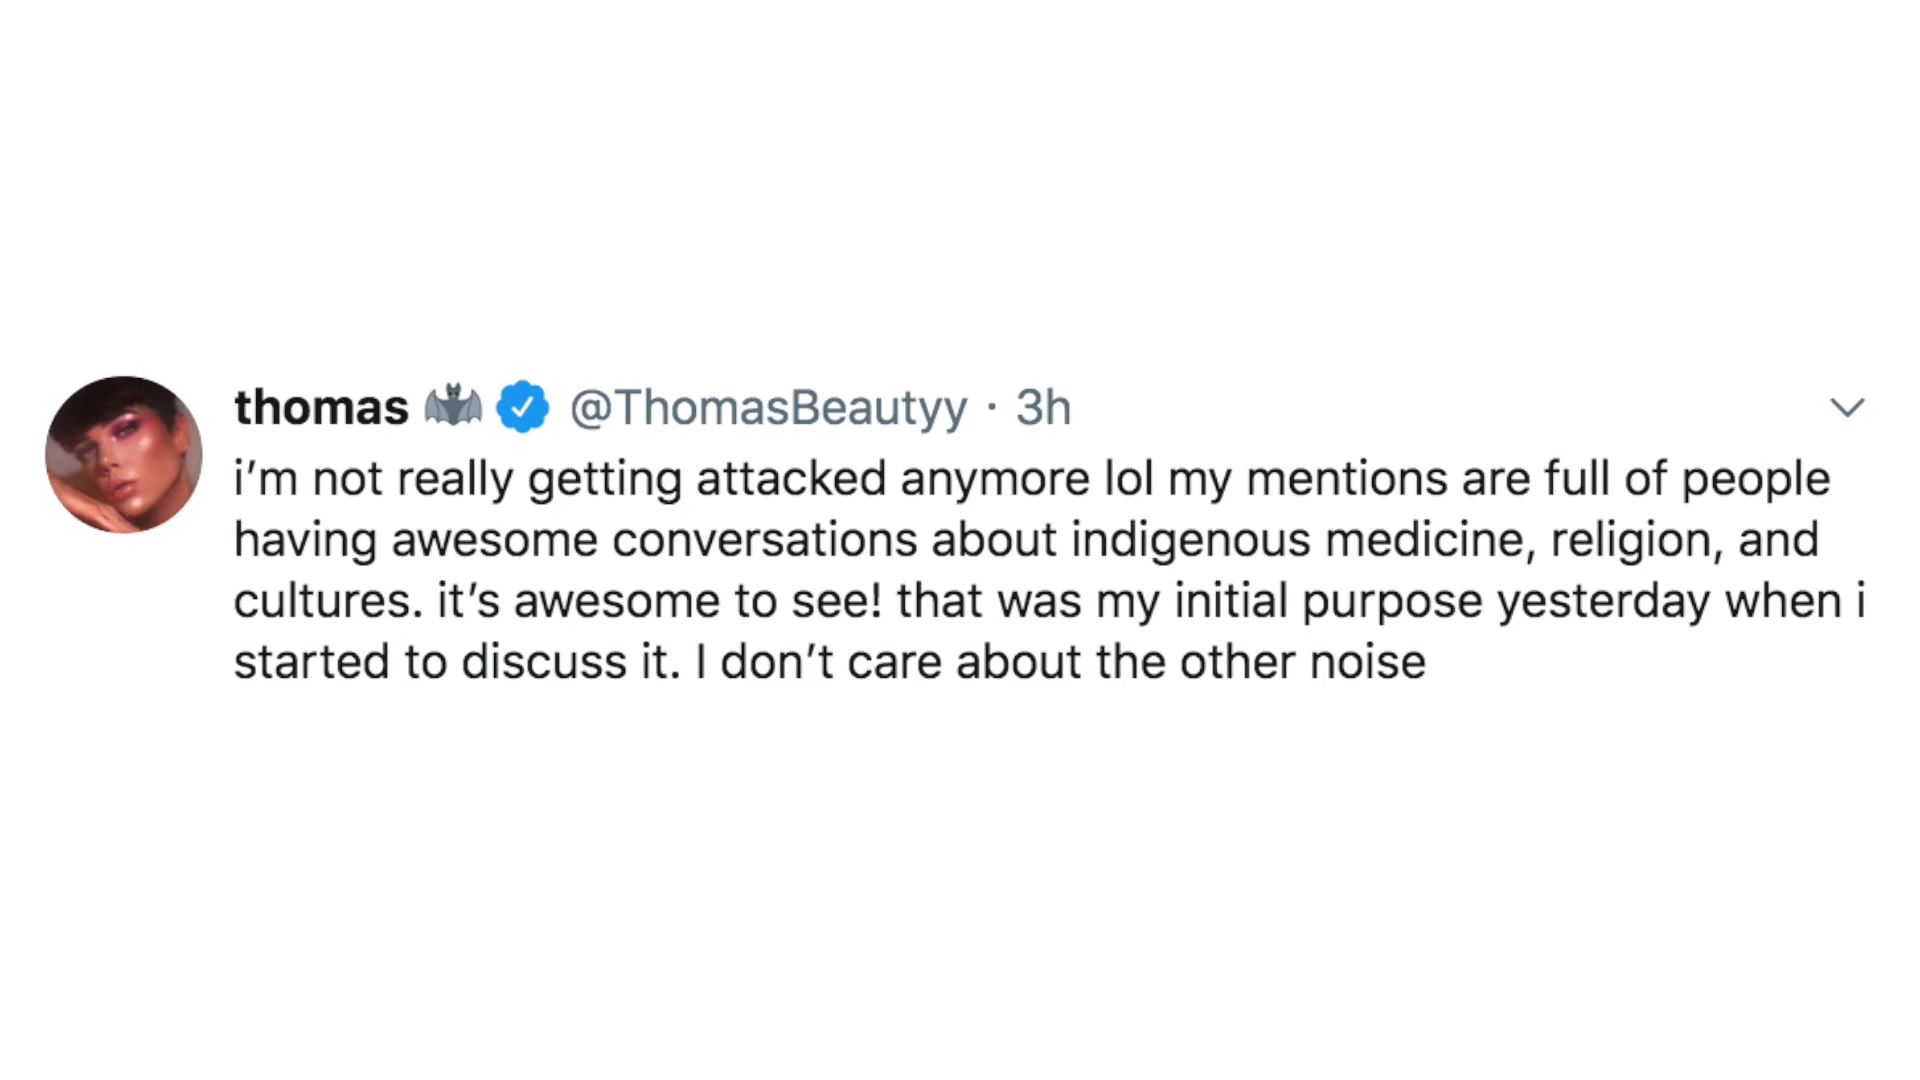 thomas 🦇 @ThomasBeautyy · 3h
i’m not really getting attacked anymore lol my mentions are full of people
having awesome conversations about indigenous medicine, religion, and
cultures. it’s awesome to see! that was my initial purpose yesterday when i
started to discuss it. I don’t care about the other noise